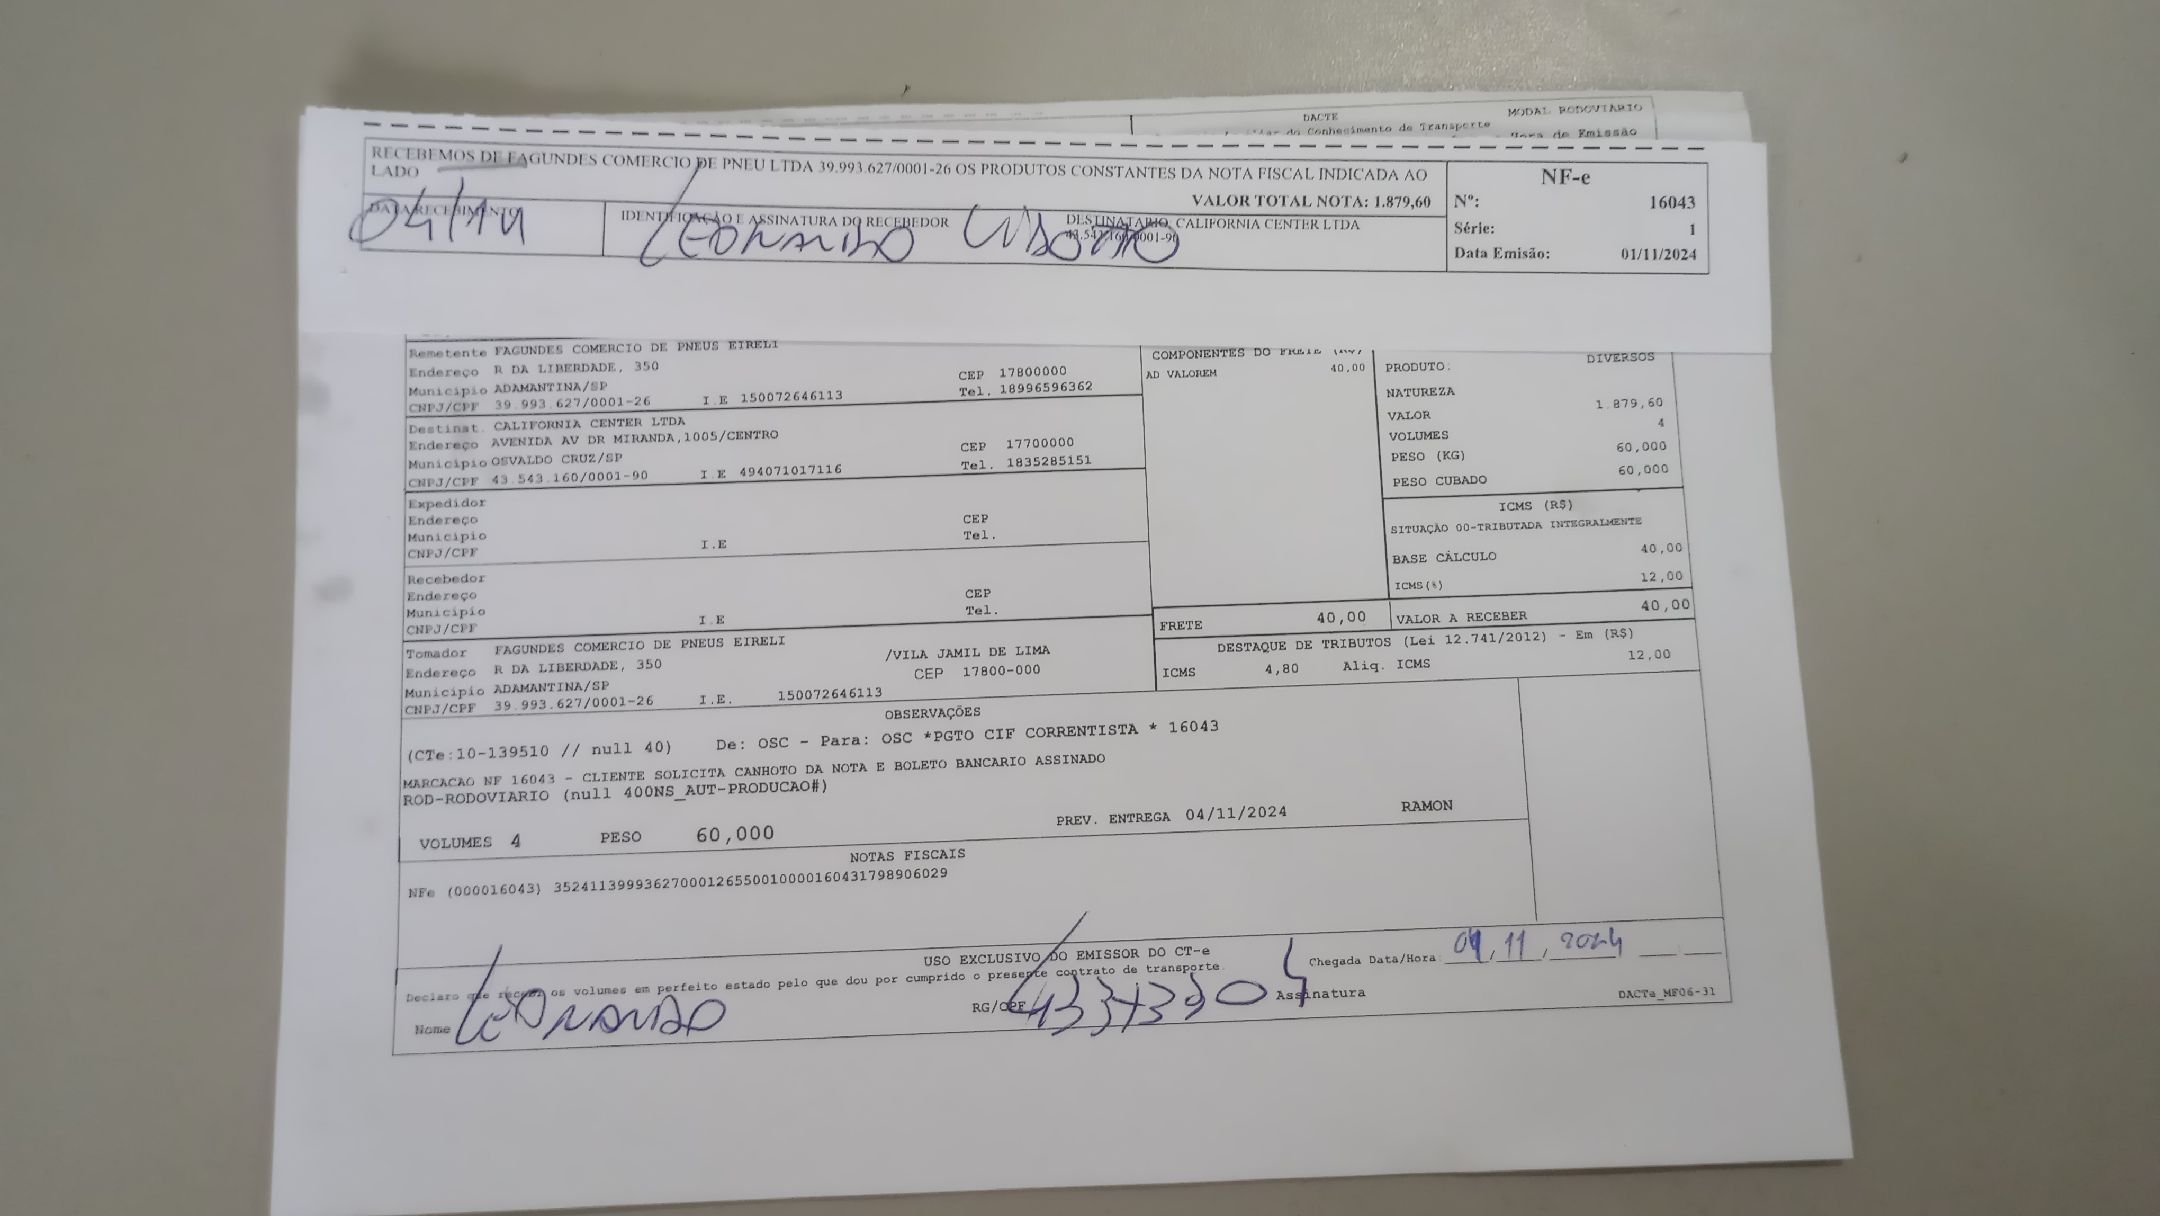 DACTE
MODAL RODOVIARIO
do Conhecimento de Transporte
de Emissão
RECEBEMOS DE FAGUNDES COMERCIO DE PNEU LTDA 39.993.627/0001-26 OS PRODUTOS CONSTANTES DA NOTA FISCAL INDICADA AO
LADO
VALOR TOTAL NOTA: 1.879,60
DATA RECEBIMENTO
04/11
IDENTIFICAÇÃO E ASSINATURA DO RECEBEDOR
LEONARDO
DESTINATARIO: CALIFORNIA CENTER LTDA
NF-e
Nº: 16043
Série: 1
Data Emisão: 01/11/2024
Remetente FAGUNDES COMERCIO DE PNEUS EIRELI
Endereço R DA LIBERDADE, 350 CEP 17800000
Municipio ADAMANTINA/SP Tel. 18996596362
CNPJ/CPF 39.993.627/0001-26 I.E 150072646113
Destinat. CALIFORNIA CENTER LTDA
Endereço AVENIDA AV DR MIRANDA,1005/CENTRO CEP 17700000
Municipio OSVALDO CRUZ/SP Tel. 1835285151
CNPJ/CPF 43.543.160/0001-90 I.E 494071017116
Expedidor
Endereço CEP
Municipio Tel.
CNPJ/CPF I.E
Recebedor
Endereço CEP
Municipio Tel.
CNPJ/CPF I.E
Tomador FAGUNDES COMERCIO DE PNEUS EIRELI /VILA JAMIL DE LIMA
Endereço R DA LIBERDADE, 350 CEP 17800-000
Municipio ADAMANTINA/SP
CNPJ/CPF 39.993.627/0001-26 I.E. 150072646113
COMPONENTES DO FRETE (R$)
AD VALOREM 40,00
PRODUTO: DIVERSOS
NATUREZA
VALOR 1.879,60
VOLUMES 4
PESO (KG) 60,000
PESO CUBADO 60,000
ICMS (R$)
SITUAÇÃO 00-TRIBUTADA INTEGRALMENTE
BASE CÁLCULO 40,00
ICMS(%) 12,00
FRETE 40,00 VALOR A RECEBER 40,00
DESTAQUE DE TRIBUTOS (Lei 12.741/2012) - Em (R$)
ICMS 4,80 Aliq. ICMS 12,00
OBSERVAÇÕES
(CTe:10-139510 // null 40) De: OSC - Para: OSC *PGTO CIF CORRENTISTA * 16043
MARCACAO NF 16043 - CLIENTE SOLICITA CANHOTO DA NOTA E BOLETO BANCARIO ASSINADO
ROD-RODOVIARIO (null 400NS_AUT-PRODUCAO#)
VOLUMES 4 PESO 60,000 PREV. ENTREGA 04/11/2024 RAMON
NOTAS FISCAIS
NFe (000016043) 35241139993627000126550010000160431798906029
USO EXCLUSIVO DO EMISSOR DO CT-e
Declaro que recebi os volumes em perfeito estado pelo que dou por cumprido o presente contrato de transporte.
Chegada Data/Hora: 04/11/2024
Nome LEONARDO
RG/CPF
Assinatura
DACTe_MF06-31